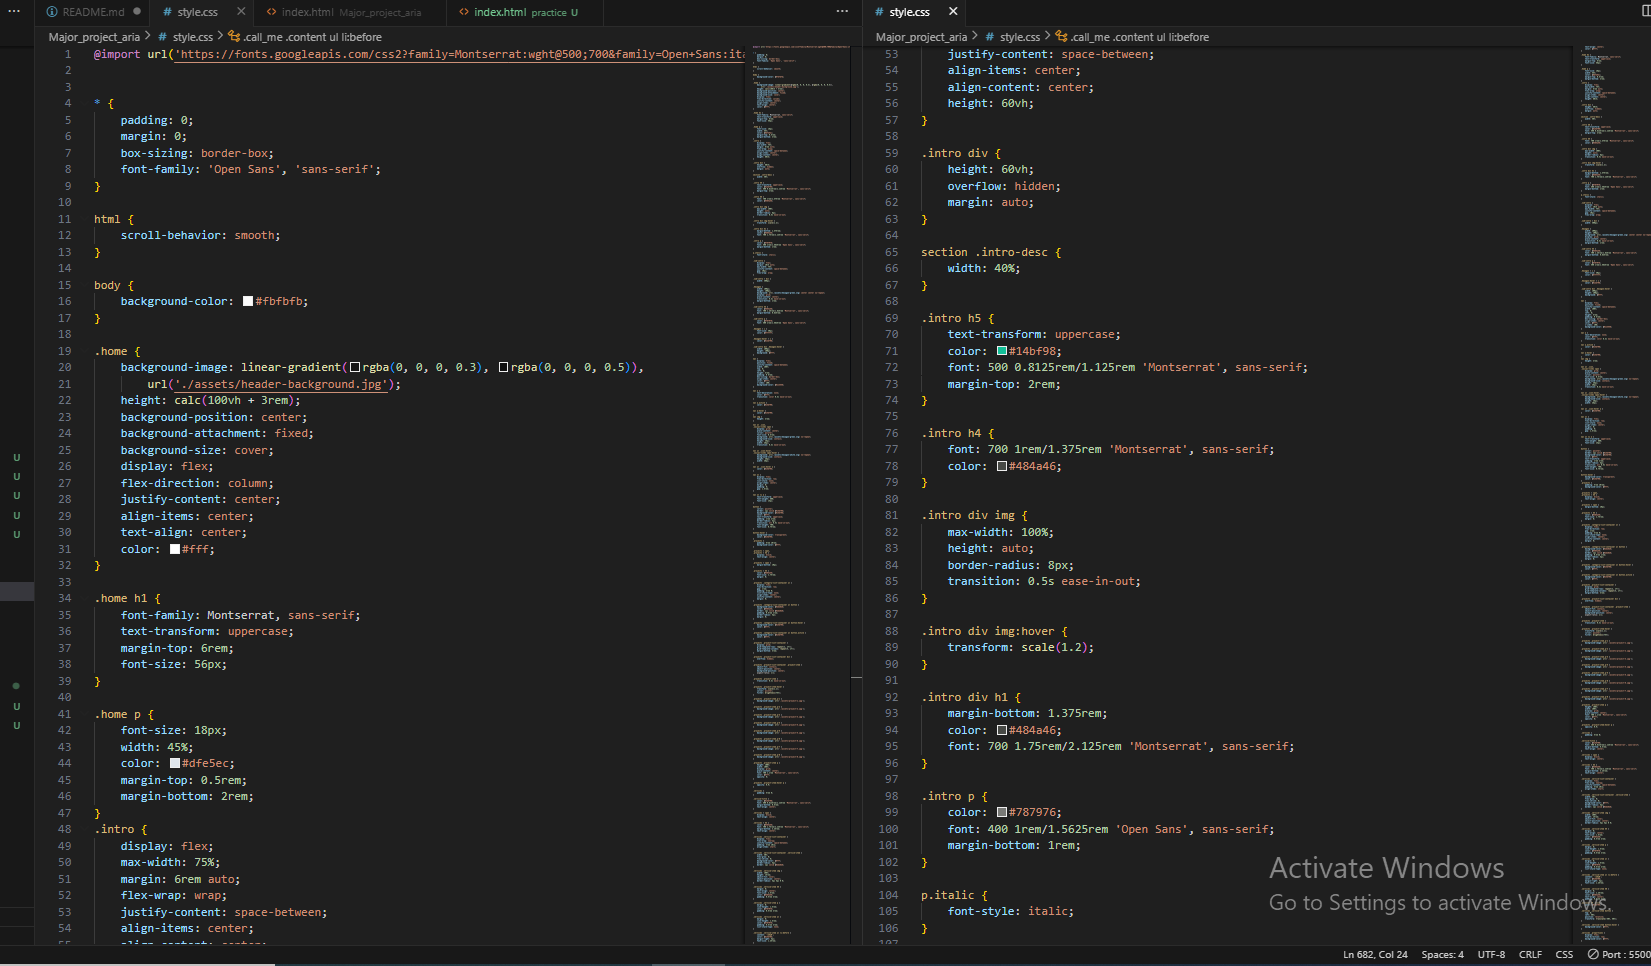 README.md
style.css
index.html Major_project_aria
index.html practice U
style.css
Major_project_aria > style.css > .call_me .content ul li:before
1 @import url('https://fonts.googleapis.com/css2?family=Montserrat:wght@500;700&family=Open+Sans:ita
2
3
4 * {
5 padding: 0;
6 margin: 0;
7 box-sizing: border-box;
8 font-family: 'Open Sans', 'sans-serif';
9 }
10
11 html {
12 scroll-behavior: smooth;
13 }
14
15 body {
16 background-color: #fbfbfb;
17 }
18
19 .home {
20 background-image: linear-gradient(rgba(0, 0, 0, 0.3), rgba(0, 0, 0, 0.5)),
21 url('./assets/header-background.jpg');
22 height: calc(100vh + 3rem);
23 background-position: center;
24 background-attachment: fixed;
25 background-size: cover;
26 display: flex;
27 flex-direction: column;
28 justify-content: center;
29 align-items: center;
30 text-align: center;
31 color: #fff;
32 }
33
34 .home h1 {
35 font-family: Montserrat, sans-serif;
36 text-transform: uppercase;
37 margin-top: 6rem;
38 font-size: 56px;
39 }
40
41 .home p {
42 font-size: 18px;
43 width: 45%;
44 color: #dfe5ec;
45 margin-top: 0.5rem;
46 margin-bottom: 2rem;
47 }
48 .intro {
49 display: flex;
50 max-width: 75%;
51 margin: 6rem auto;
52 flex-wrap: wrap;
53 justify-content: space-between;
54 align-items: center;
55 align-content: center;
Major_project_aria > style.css > .call_me .content ul li:before
53 justify-content: space-between;
54 align-items: center;
55 align-content: center;
56 height: 60vh;
57 }
58
59 .intro div {
60 height: 60vh;
61 overflow: hidden;
62 margin: auto;
63 }
64
65 section .intro-desc {
66 width: 40%;
67 }
68
69 .intro h5 {
70 text-transform: uppercase;
71 color: #14bf98;
72 font: 500 0.8125rem/1.125rem 'Montserrat', sans-serif;
73 margin-top: 2rem;
74 }
75
76 .intro h4 {
77 font: 700 1rem/1.375rem 'Montserrat', sans-serif;
78 color: #484a46;
79 }
80
81 .intro div img {
82 max-width: 100%;
83 height: auto;
84 border-radius: 8px;
85 transition: 0.5s ease-in-out;
86 }
87
88 .intro div img:hover {
89 transform: scale(1.2);
90 }
91
92 .intro div h1 {
93 margin-bottom: 1.375rem;
94 color: #484a46;
95 font: 700 1.75rem/2.125rem 'Montserrat', sans-serif;
96 }
97
98 .intro p {
99 color: #787976;
100 font: 400 1rem/1.5625rem 'Open Sans', sans-serif;
101 margin-bottom: 1rem;
102 }
103
104 p.italic {
105 font-style: italic;
106 }
107
U
U
U
U
U
U
U
Activate Windows
Go to Settings to activate Windows.
Ln 682, Col 24 Spaces: 4 UTF-8 CRLF CSS Port : 5500